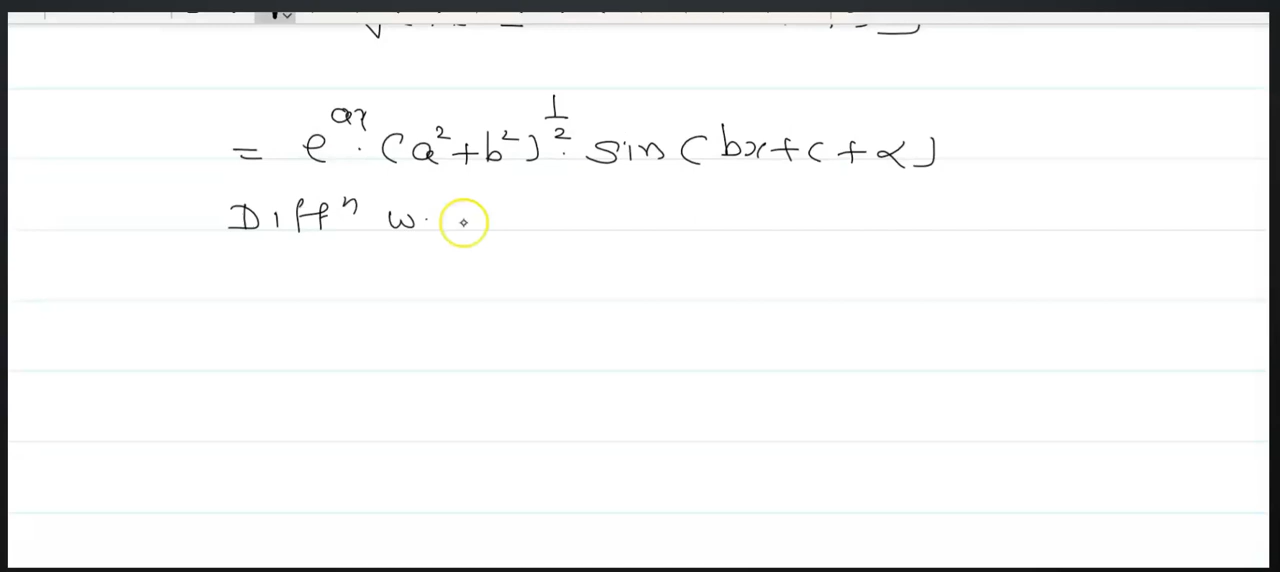 = e^{ax} · (a² + b²)^{1/2} · sin(bx + c + α)
Diffⁿ w.